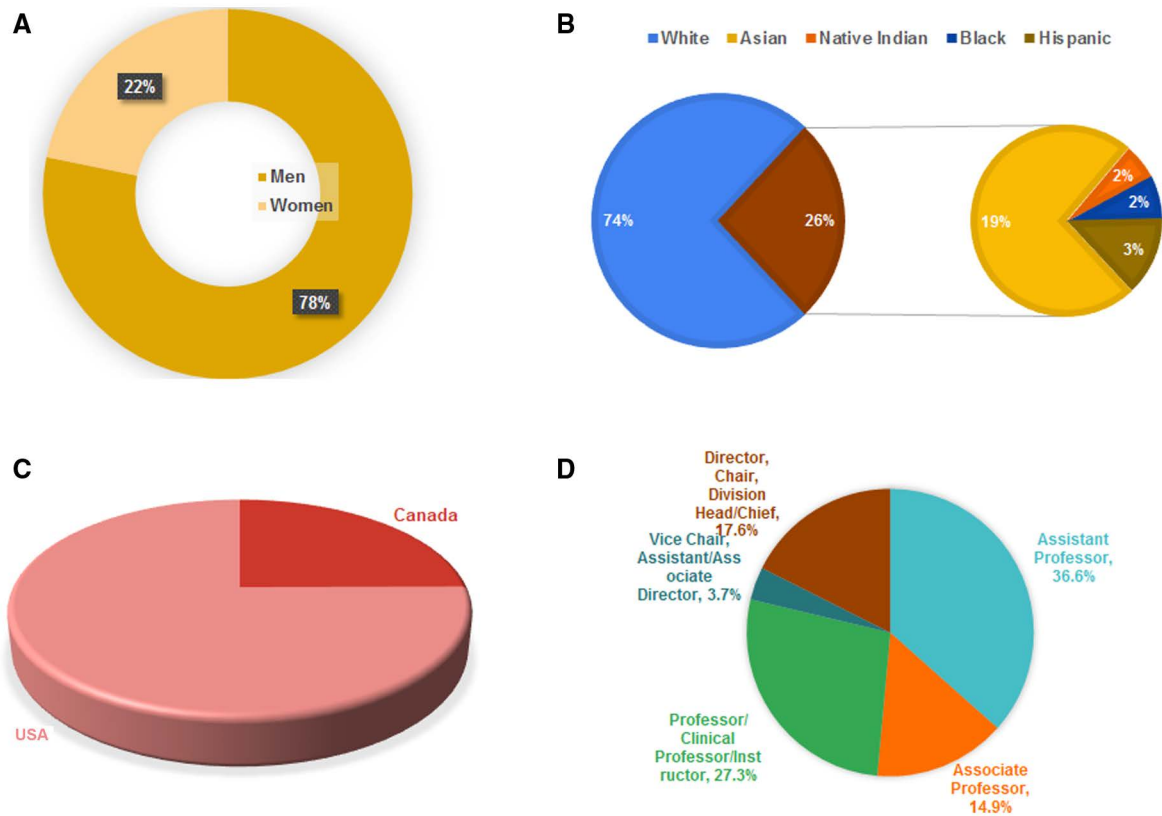 A
22%
Men
Women
78%
B
White Asian Native Indian Black Hispanic
74%
26%
19%
2%
2%
3%
C
Canada
USA
D
Director,
Chair,
Division
Head/Chief,
17.6%
Vice Chair,
Assistant/Ass
ociate
Director, 3.7%
Assistant
Professor,
36.6%
Professor/
Clinical
Professor/Inst
ructor, 27.3%
Associate
Professor,
14.9%